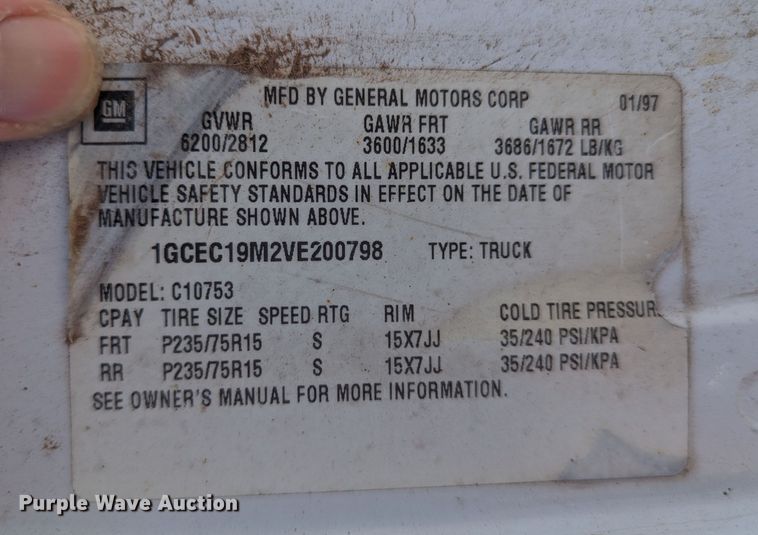 MFD BY GENERAL MOTORS CORP 01/97
GM
GVWR GAWR FRT GAWR RR
6200/2812 3600/1633 3686/1672 LB/KG
THIS VEHICLE CONFORMS TO ALL APPLICABLE U.S. FEDERAL MOTOR
VEHICLE SAFETY STANDARDS IN EFFECT ON THE DATE OF
MANUFACTURE SHOWN ABOVE.
1GCEC19M2VE200798 TYPE: TRUCK
MODEL: C10753
CPAY TIRE SIZE SPEED RTG RIM COLD TIRE PRESSUR
FRT P235/75R15 S 15X7JJ 35/240 PSI/KPA
RR P235/75R15 S 15X7JJ 35/240 PSI/KPA
SEE OWNER'S MANUAL FOR MORE INFORMATION.
Purple Wave Auction